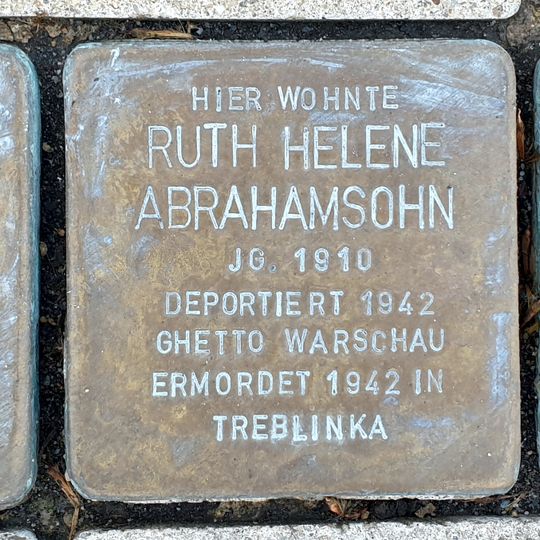 HIER WOHNTE
RUTH HELENE
ABRAHAMSOHN
JG. 1910
DEPORTIERT 1942
GHETTO WARSCHAU
ERMORDET 1942 IN
TREBLINKA